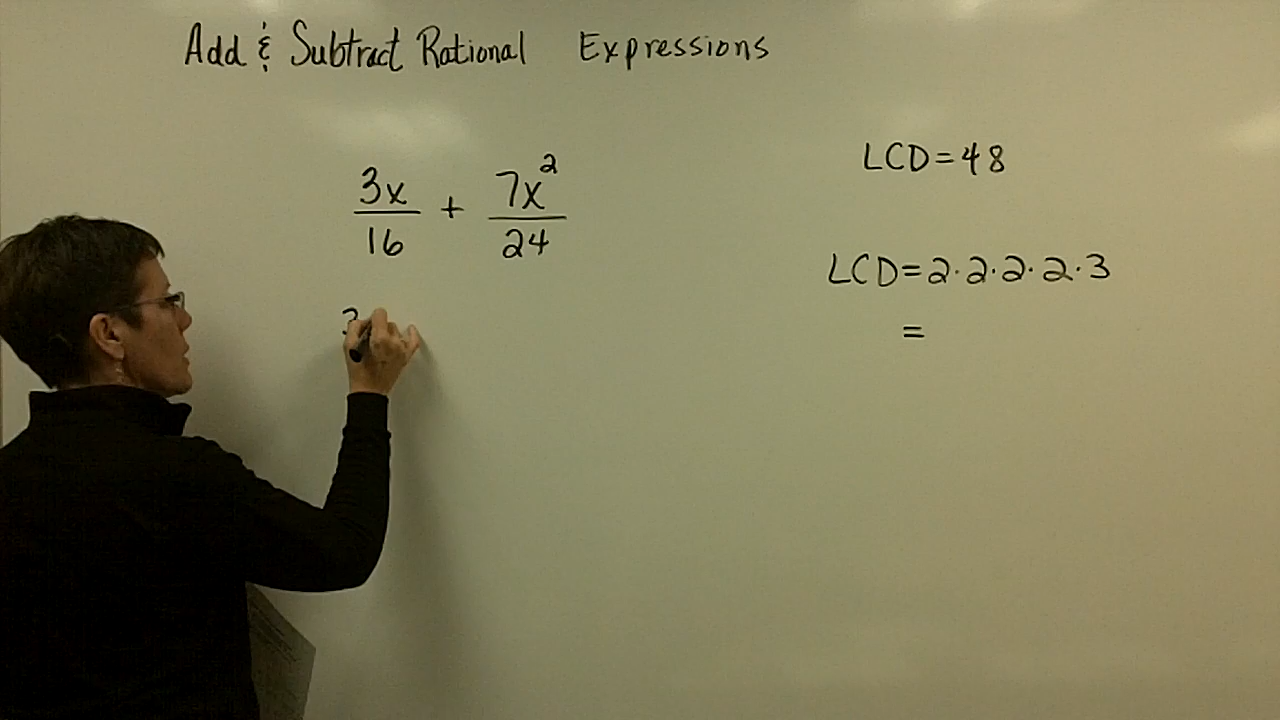 Add & Subtract Rational Expressions
3x/16 + 7x²/24
LCD=48
LCD=2·2·2·2·3
=